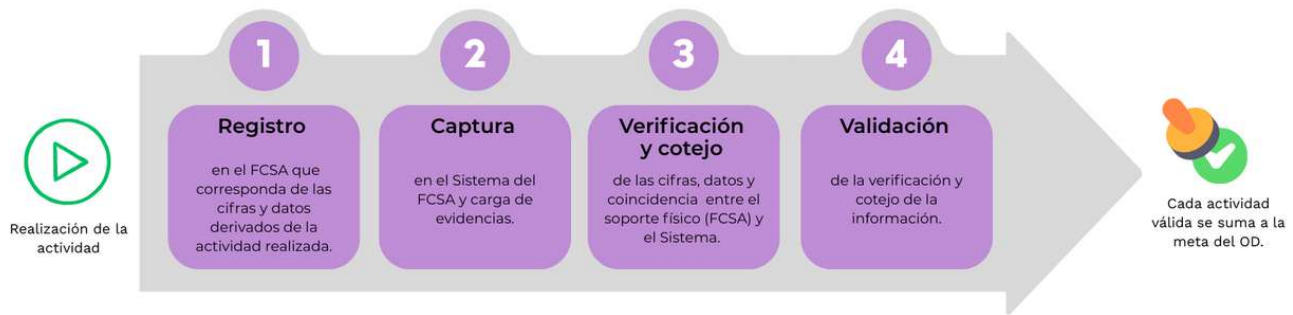 Realización de la
actividad
1
Registro
en el FCSA que
corresponda de las
cifras y datos
derivados de la
actividad realizada.
2
Captura
en el Sistema del
FCSA y carga de
evidencias.
3
Verificación
y cotejo
de las cifras, datos y
coincidencia entre el
soporte físico (FCSA) y
el Sistema.
4
Validación
de la verificación y
cotejo de la
información.
Cada actividad
válida se suma a la
meta del OD.